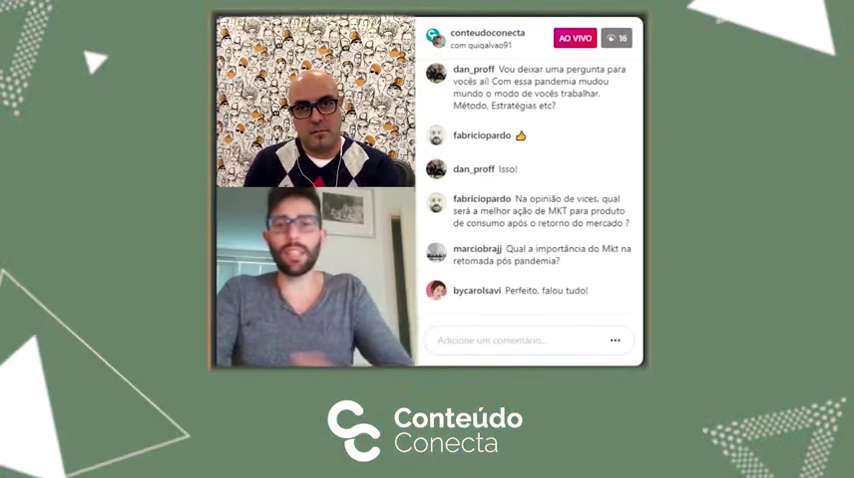 conteudoconecta
com quiqalvao91
AO VIVO
16
dan_proff Vou deixar uma pergunta para
vocês aí! Com essa pandemia mudou
mundo o modo de vocês trabalhar.
Método, Estratégias etc?
fabriciopardo 👍
dan_proff Isso!
fabriciopardo Na opinião de vices, qual
será a melhor ação de MKT para produto
de consumo após o retorno do mercado ?
marciobrajj Qual a importância do Mkt na
retomada pós pandemia?
bycarolsavi Perfeito, falou tudo!
Adicione um comentário...
Conteúdo
Conecta